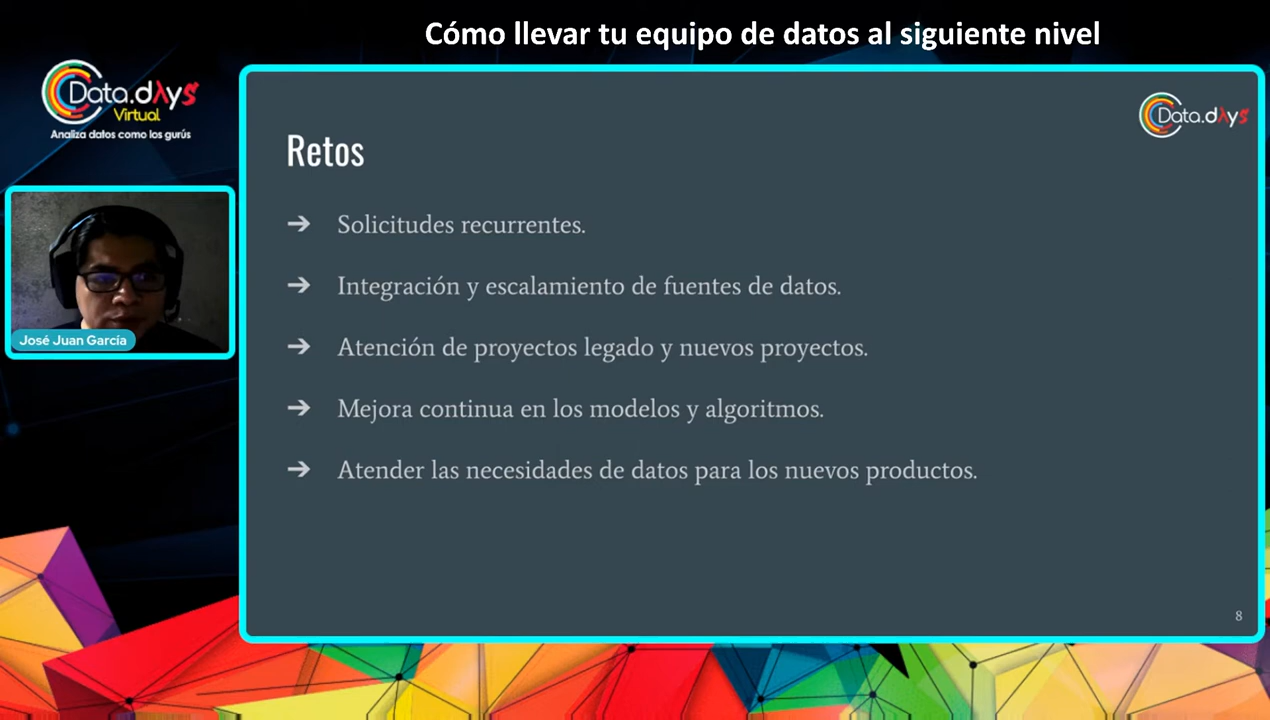 Cómo llevar tu equipo de datos al siguiente nivel
Data.dAys
Virtual
Analiza datos como los gurús
Data.dAys
Retos
➔ Solicitudes recurrentes.
➔ Integración y escalamiento de fuentes de datos.
➔ Atención de proyectos legado y nuevos proyectos.
➔ Mejora continua en los modelos y algoritmos.
➔ Atender las necesidades de datos para los nuevos productos.
José Juan García
8